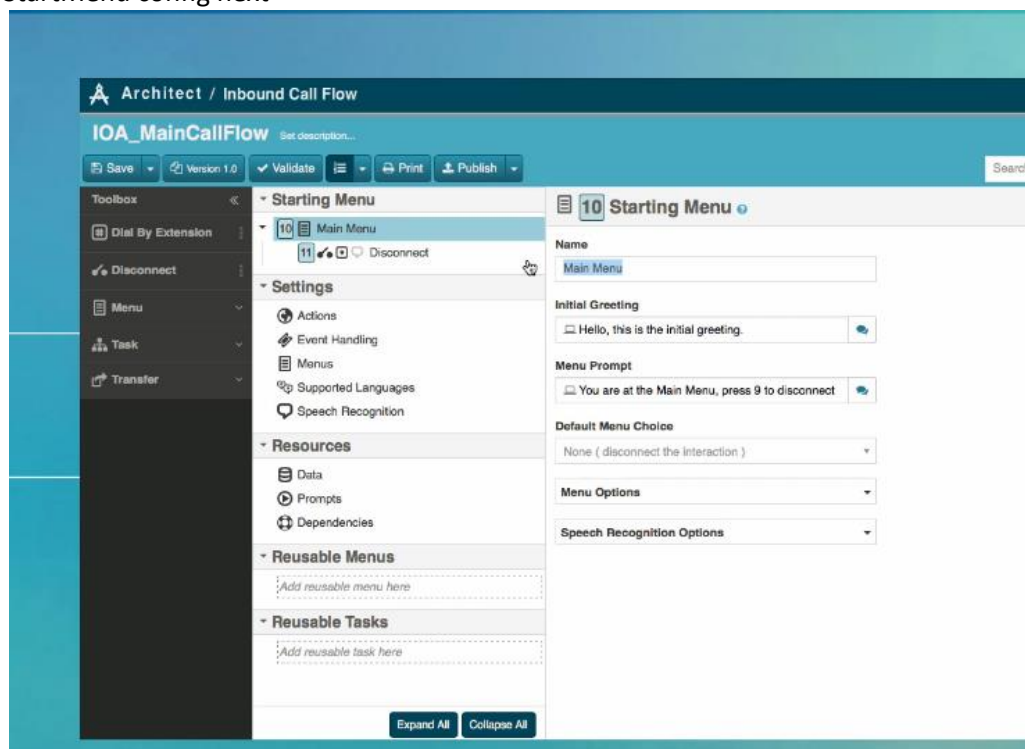 Architect / Inbound Call Flow
IOA_MainCallFlow Set description...
Save Version 1.0 Validate Print Publish Search
Toolbox
Dial By Extension
Disconnect
Menu
Task
Transfer
Starting Menu
10 Main Menu
11 Disconnect
Settings
Actions
Event Handling
Menus
Supported Languages
Speech Recognition
Resources
Data
Prompts
Dependencies
Reusable Menus
Add reusable menu here
Reusable Tasks
Add reusable task here
Expand All Collapse All
10 Starting Menu
Name
Main Menu
Initial Greeting
Hello, this is the initial greeting.
Menu Prompt
You are at the Main Menu, press 9 to disconnect
Default Menu Choice
None ( disconnect the interaction )
Menu Options
Speech Recognition Options